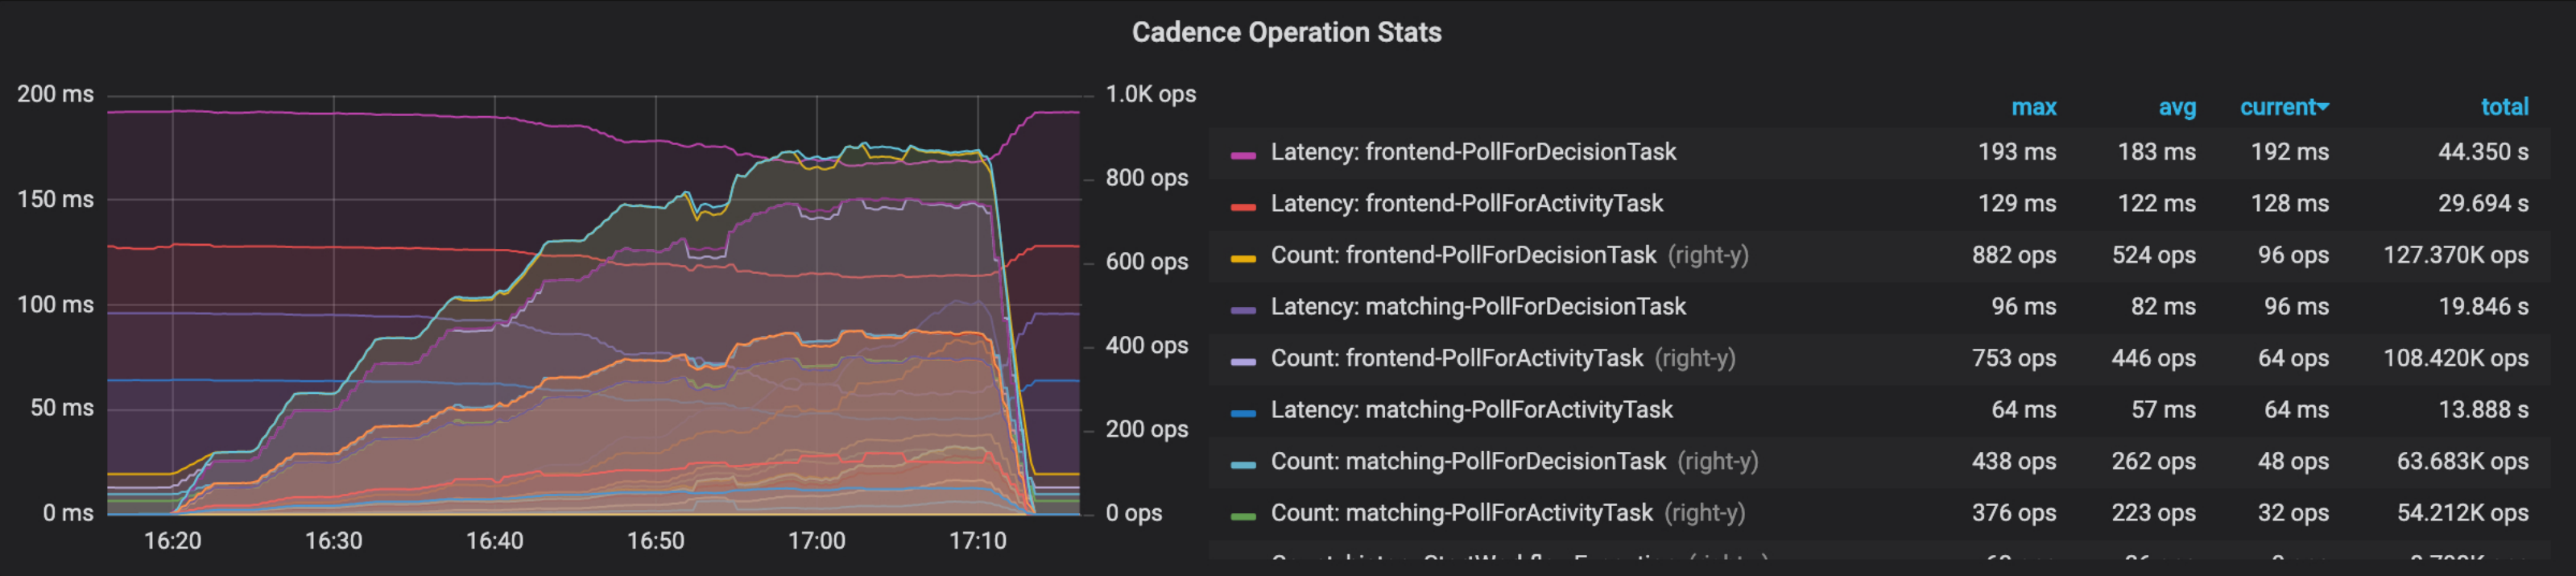 Cadence Operation Stats
200 ms
150 ms
100 ms
50 ms
0 ms
1.0K ops
800 ops
600 ops
400 ops
200 ops
0 ops
16:20 16:30 16:40 16:50 17:00 17:10
max avg current total
Latency: frontend-PollForDecisionTask 193 ms 183 ms 192 ms 44.350 s
Latency: frontend-PollForActivityTask 129 ms 122 ms 128 ms 29.694 s
Count: frontend-PollForDecisionTask (right-y) 882 ops 524 ops 96 ops 127.370K ops
Latency: matching-PollForDecisionTask 96 ms 82 ms 96 ms 19.846 s
Count: frontend-PollForActivityTask (right-y) 753 ops 446 ops 64 ops 108.420K ops
Latency: matching-PollForActivityTask 64 ms 57 ms 64 ms 13.888 s
Count: matching-PollForDecisionTask (right-y) 438 ops 262 ops 48 ops 63.683K ops
Count: matching-PollForActivityTask (right-y) 376 ops 223 ops 32 ops 54.212K ops